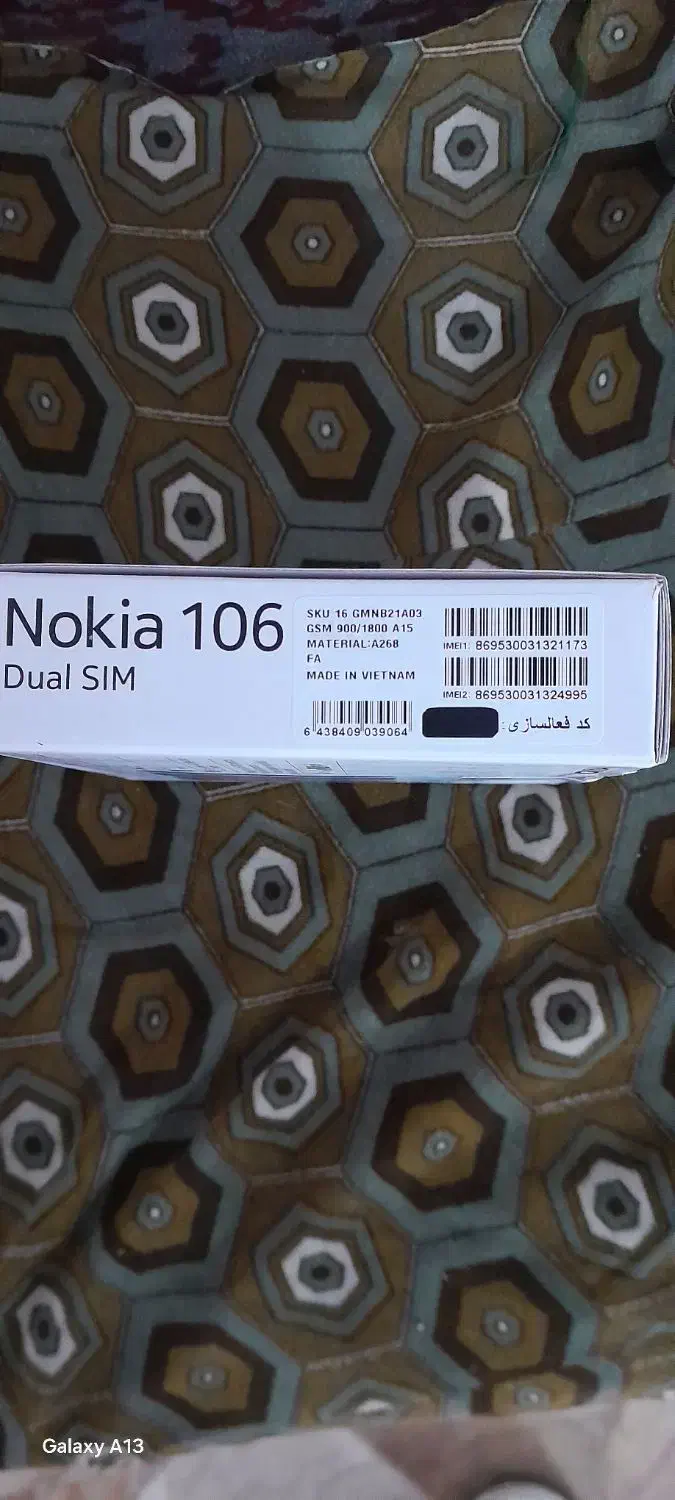 Nokia 106
Dual SIM
SKU 16 GMNB21A03
GSM 900/1800 A15
MATERIAL:A268
FA
MADE IN VIETNAM
6 438409 039064
IMEI1: 869530031321173
IMEI2: 869530031324995
کد فعالسازی:
Galaxy A13